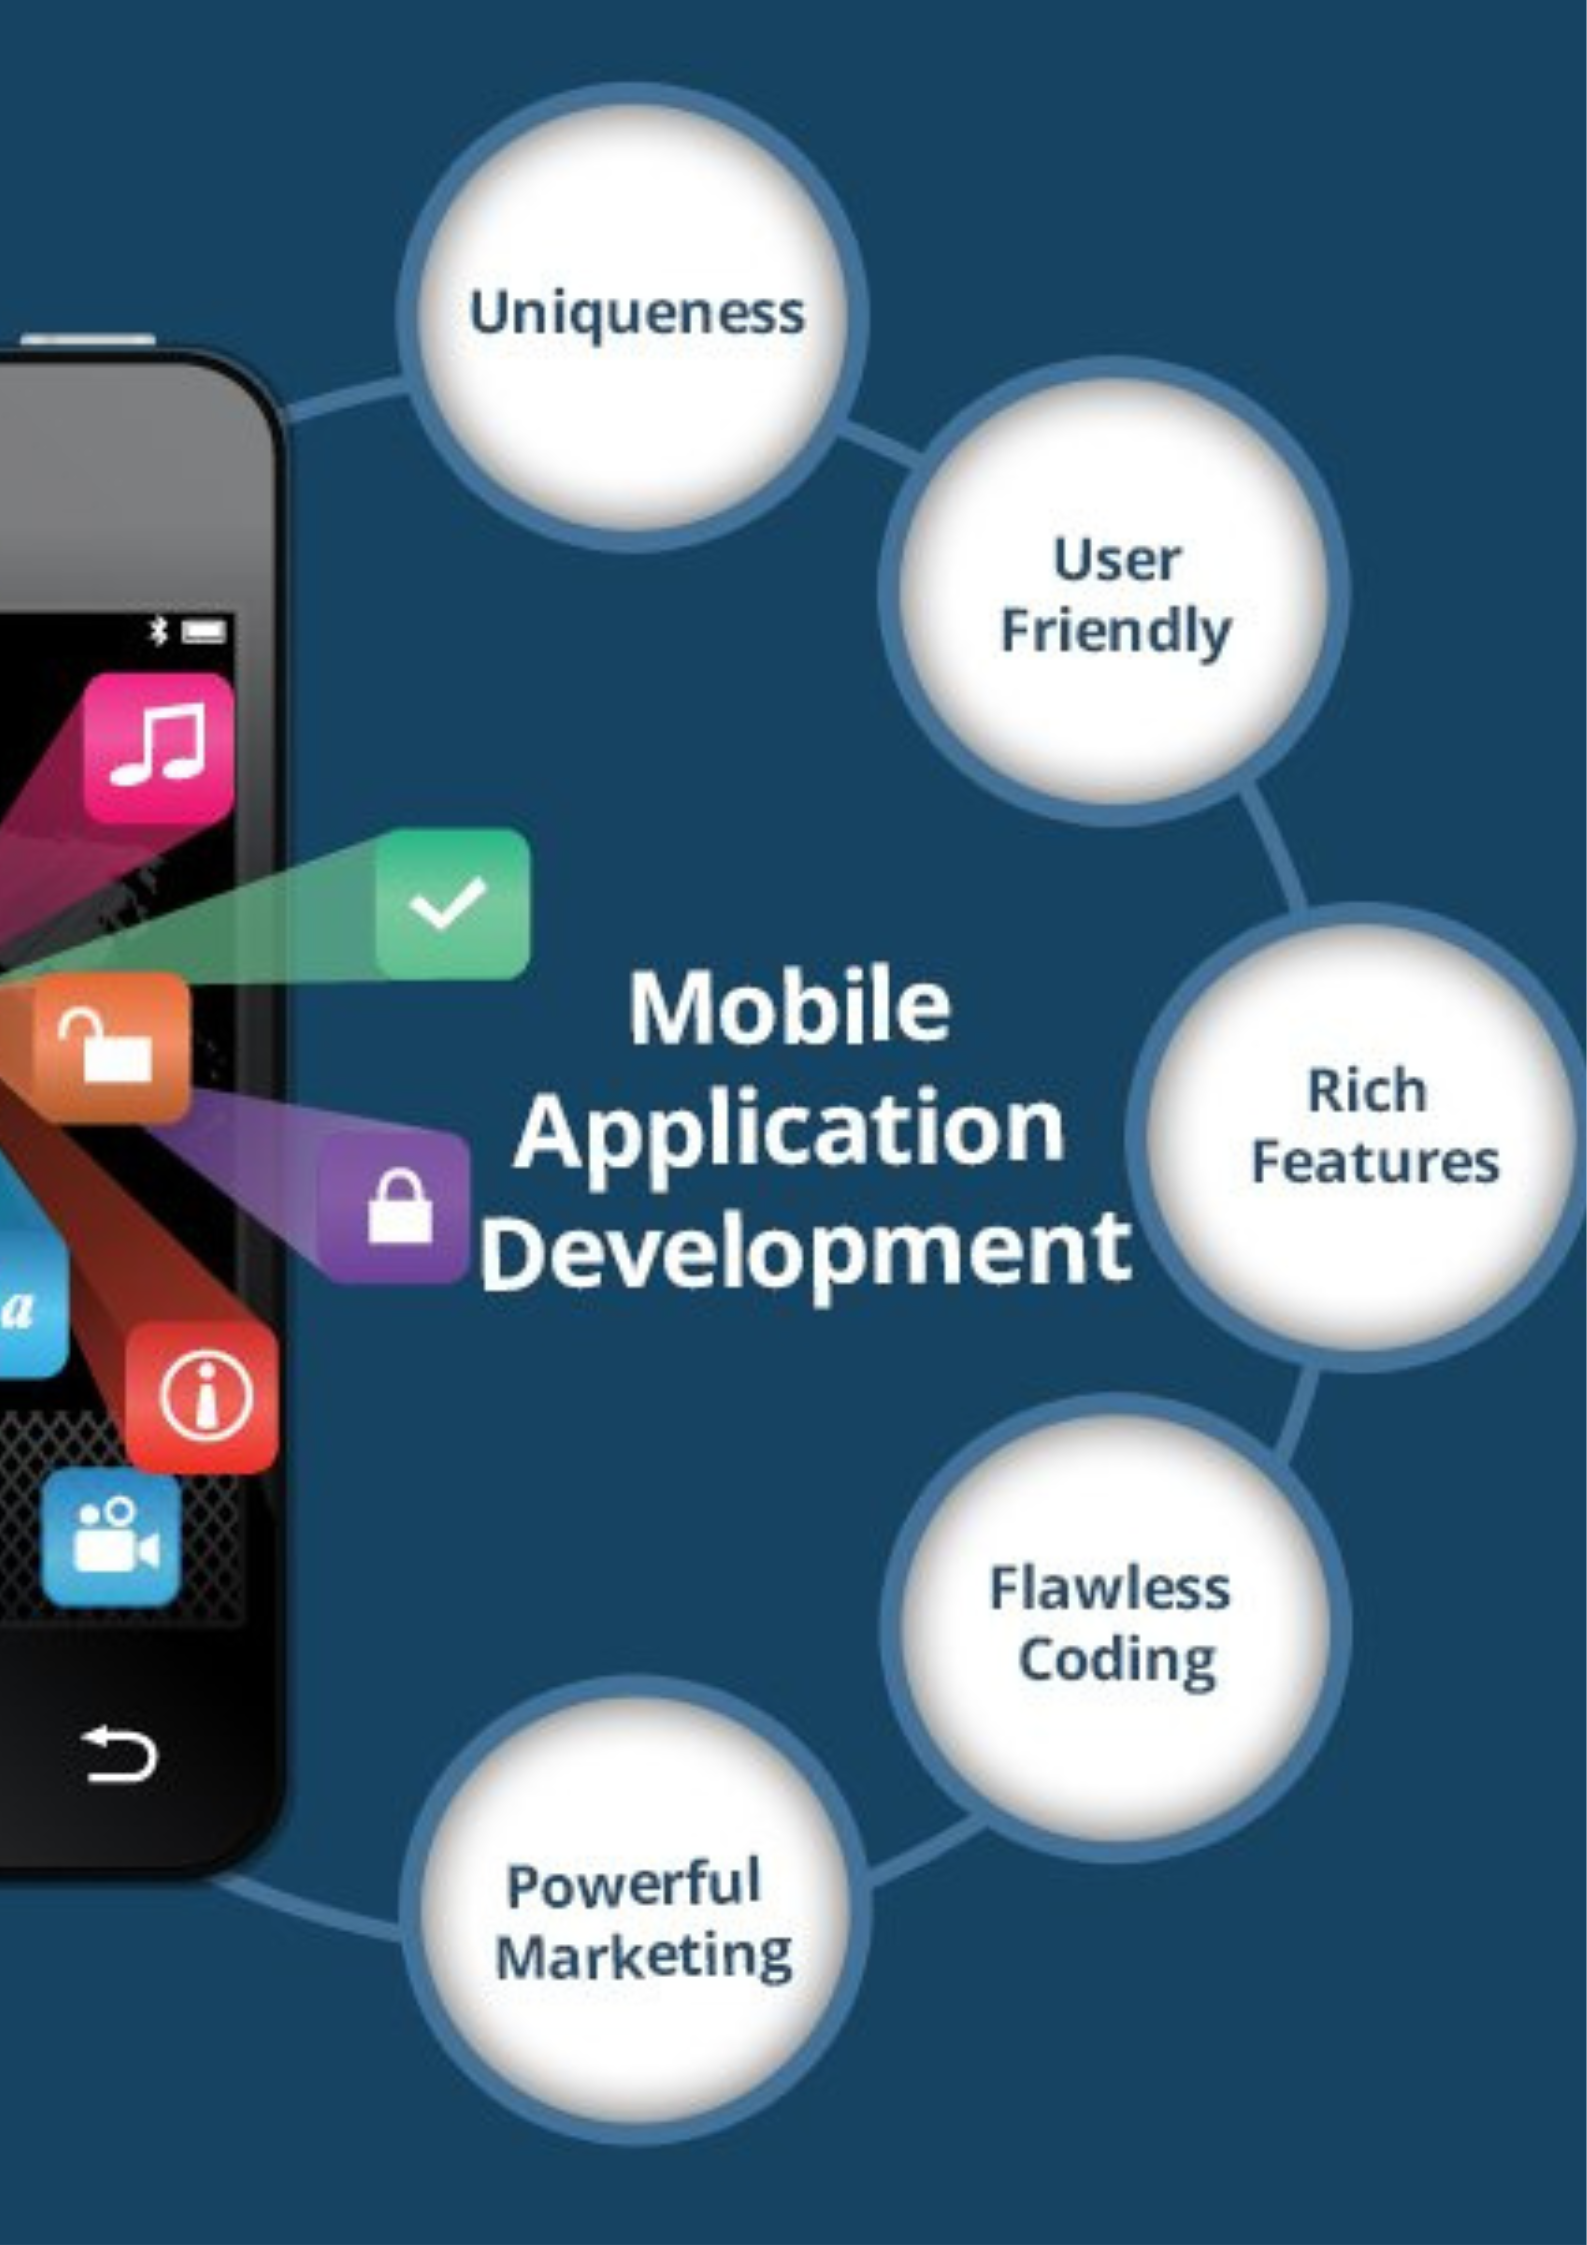 Uniqueness
User
Friendly
Mobile
Application
Development
Rich
Features
a
Flawless
Coding
Powerful
Marketing